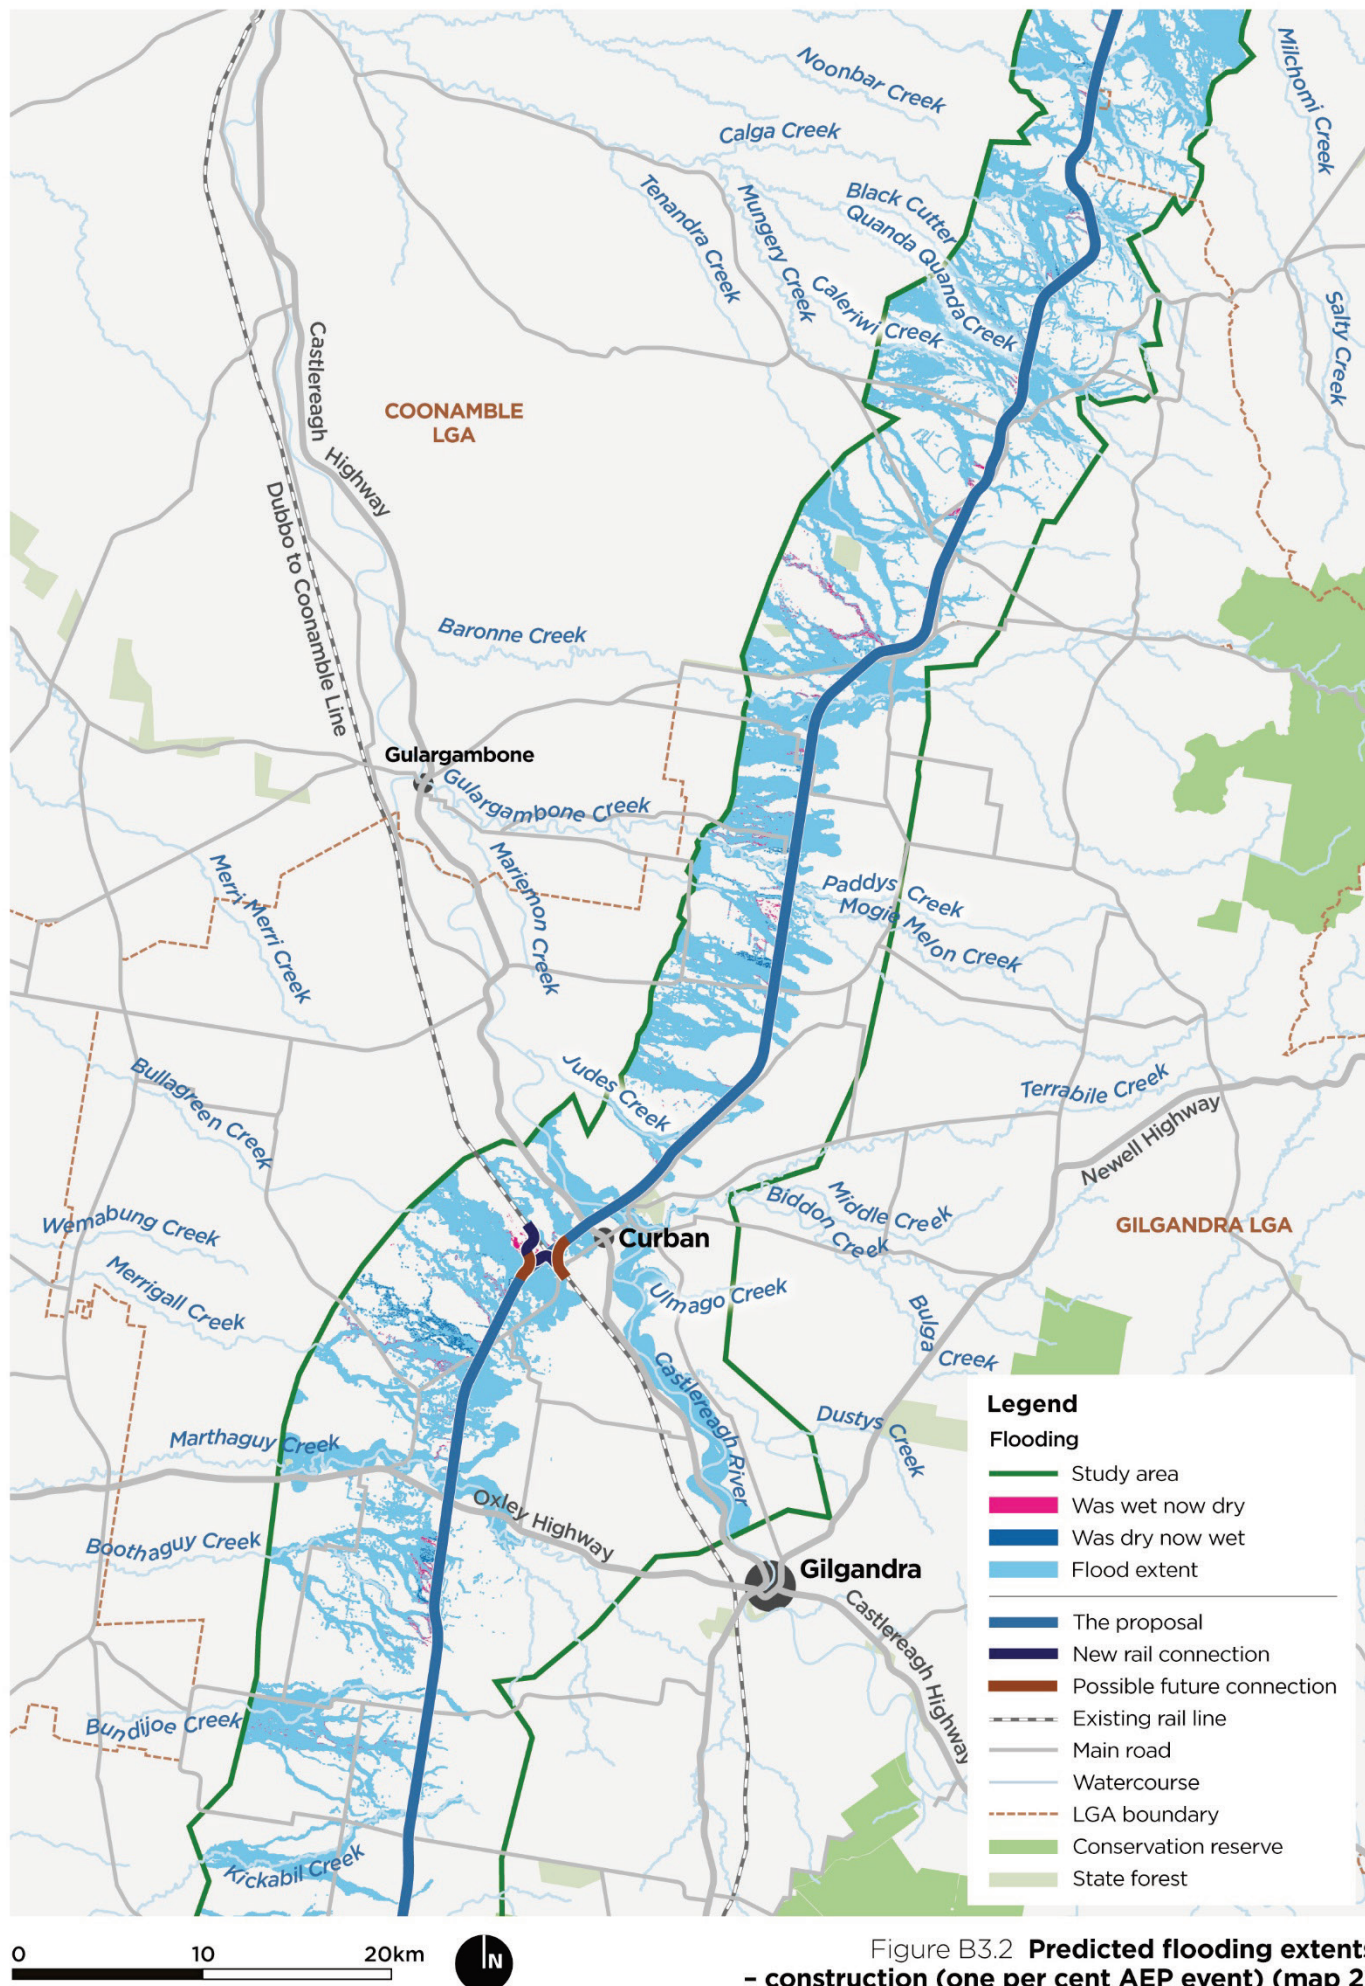 Noonbar Creek
Milchomi Creek
Calga Creek
Tenandra Creek
Mungery Creek
Black Cutter
Quanda Quanda Creek
Caleriwi Creek
Salty Creek
Castlereagh Highway
COONAMBLE
LGA
Dubbo to Coonamble Line
Baronne Creek
Gulargambone
Gulargambone Creek
Merri Merri Creek
Mariemon Creek
Paddys Creek
Mogie Melon Creek
Judes Creek
Bullagreen Creek
Terrabile Creek
Newell Highway
Wemabung Creek
Merrigall Creek
Curban
Middle Creek
Biddon Creek
GILGANDRA LGA
Ulmago Creek
Bulga Creek
Castlereagh River
Dustys Creek
Marthaguy Creek
Oxley Highway
Boothaguy Creek
Gilgandra
Castlereagh Highway
Bundijoe Creek
Kickabil Creek
Legend
Flooding
Study area
Was wet now dry
Was dry now wet
Flood extent
The proposal
New rail connection
Possible future connection
Existing rail line
Main road
Watercourse
LGA boundary
Conservation reserve
State forest
0 10 20km
N
Figure B3.2 Predicted flooding extents
– construction (one per cent AEP event) (map 2